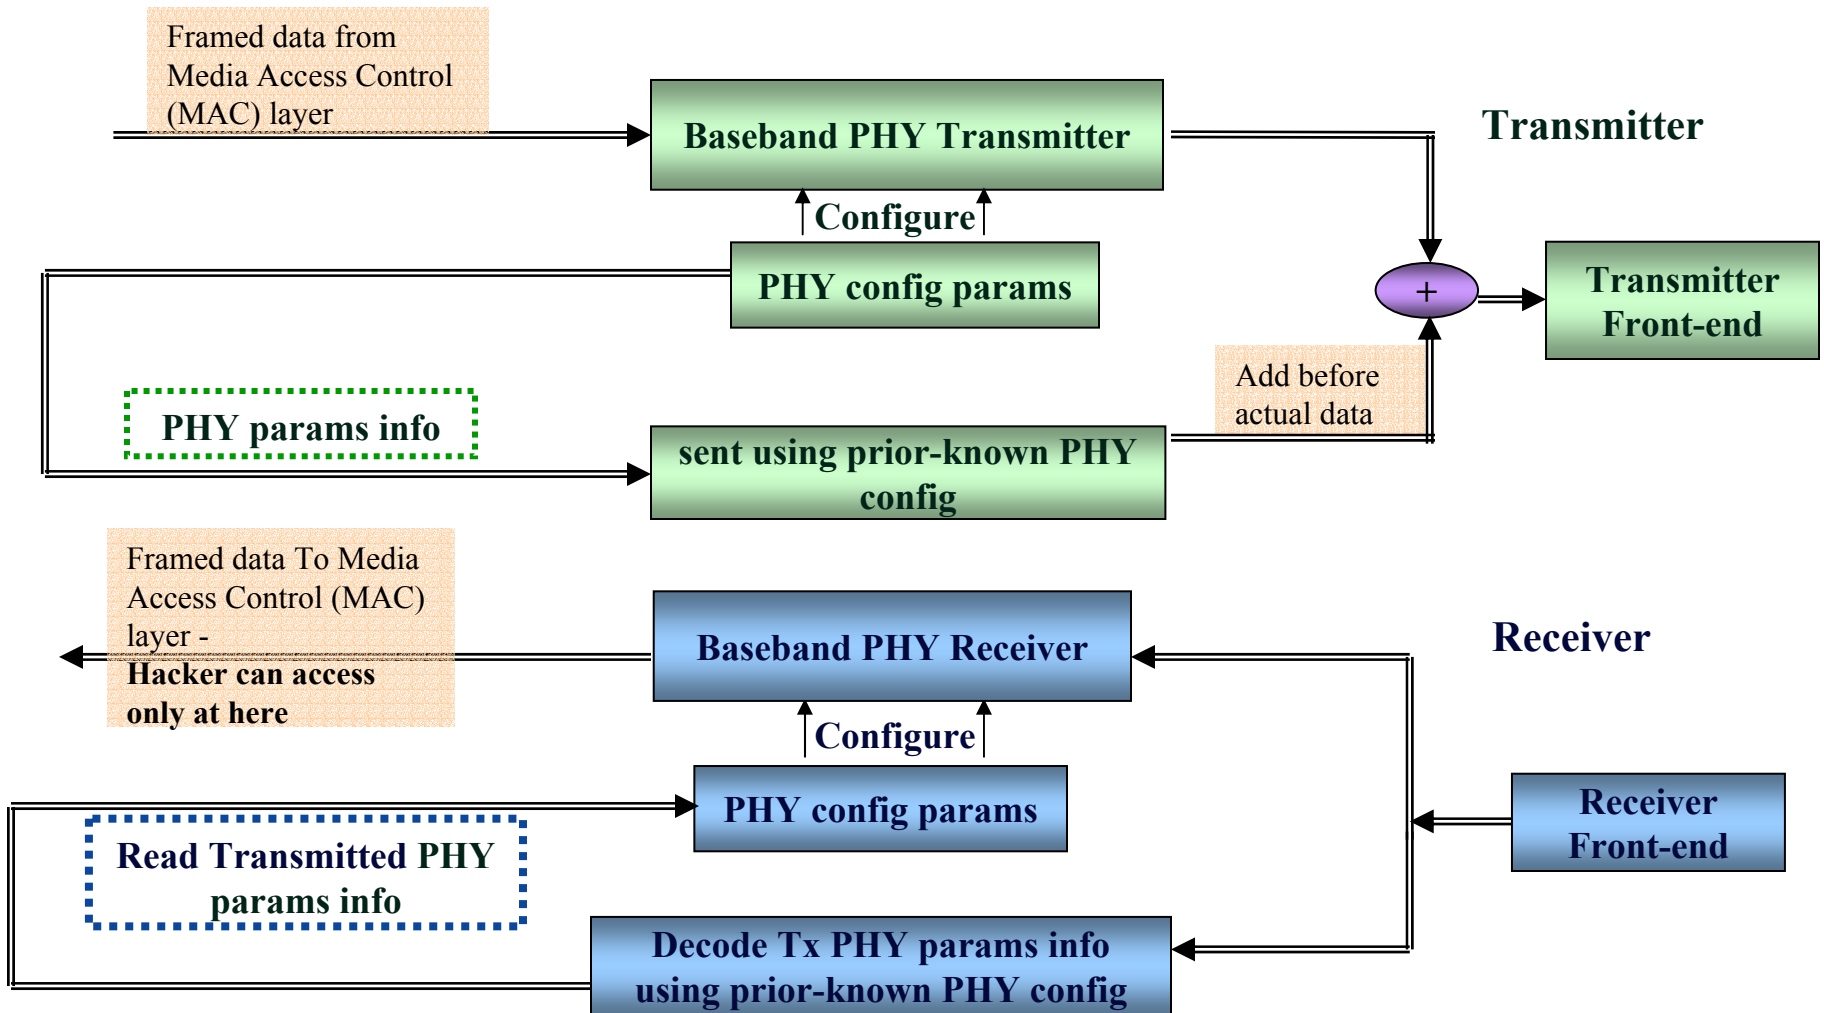 Framed data from
Media Access Control
(MAC) layer
Baseband PHY Transmitter
Transmitter
Configure
PHY config params
+
Transmitter
Front-end
Add before
actual data
PHY params info
sent using prior-known PHY
config
Framed data To Media
Access Control (MAC)
layer -
Hacker can access
only at here
Baseband PHY Receiver
Receiver
Configure
PHY config params
Receiver
Front-end
Read Transmitted PHY
params info
Decode Tx PHY params info
using prior-known PHY config